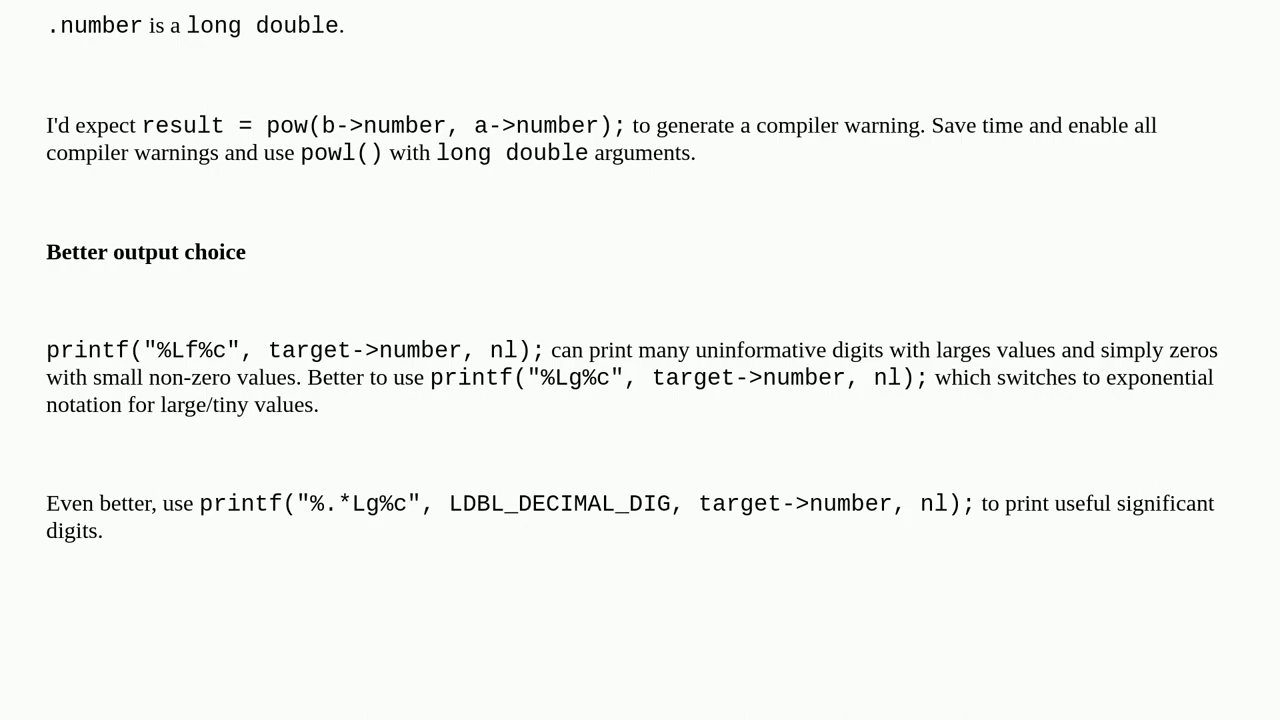 .number is a long double.
I'd expect result = pow(b->number, a->number); to generate a compiler warning. Save time and enable all
compiler warnings and use powl() with long double arguments.
Better output choice
printf("%Lf%c", target->number, nl); can print many uninformative digits with larges values and simply zeros
with small non-zero values. Better to use printf("%Lg%c", target->number, nl); which switches to exponential
notation for large/tiny values.
Even better, use printf("%.*Lg%c", LDBL_DECIMAL_DIG, target->number, nl); to print useful significant
digits.